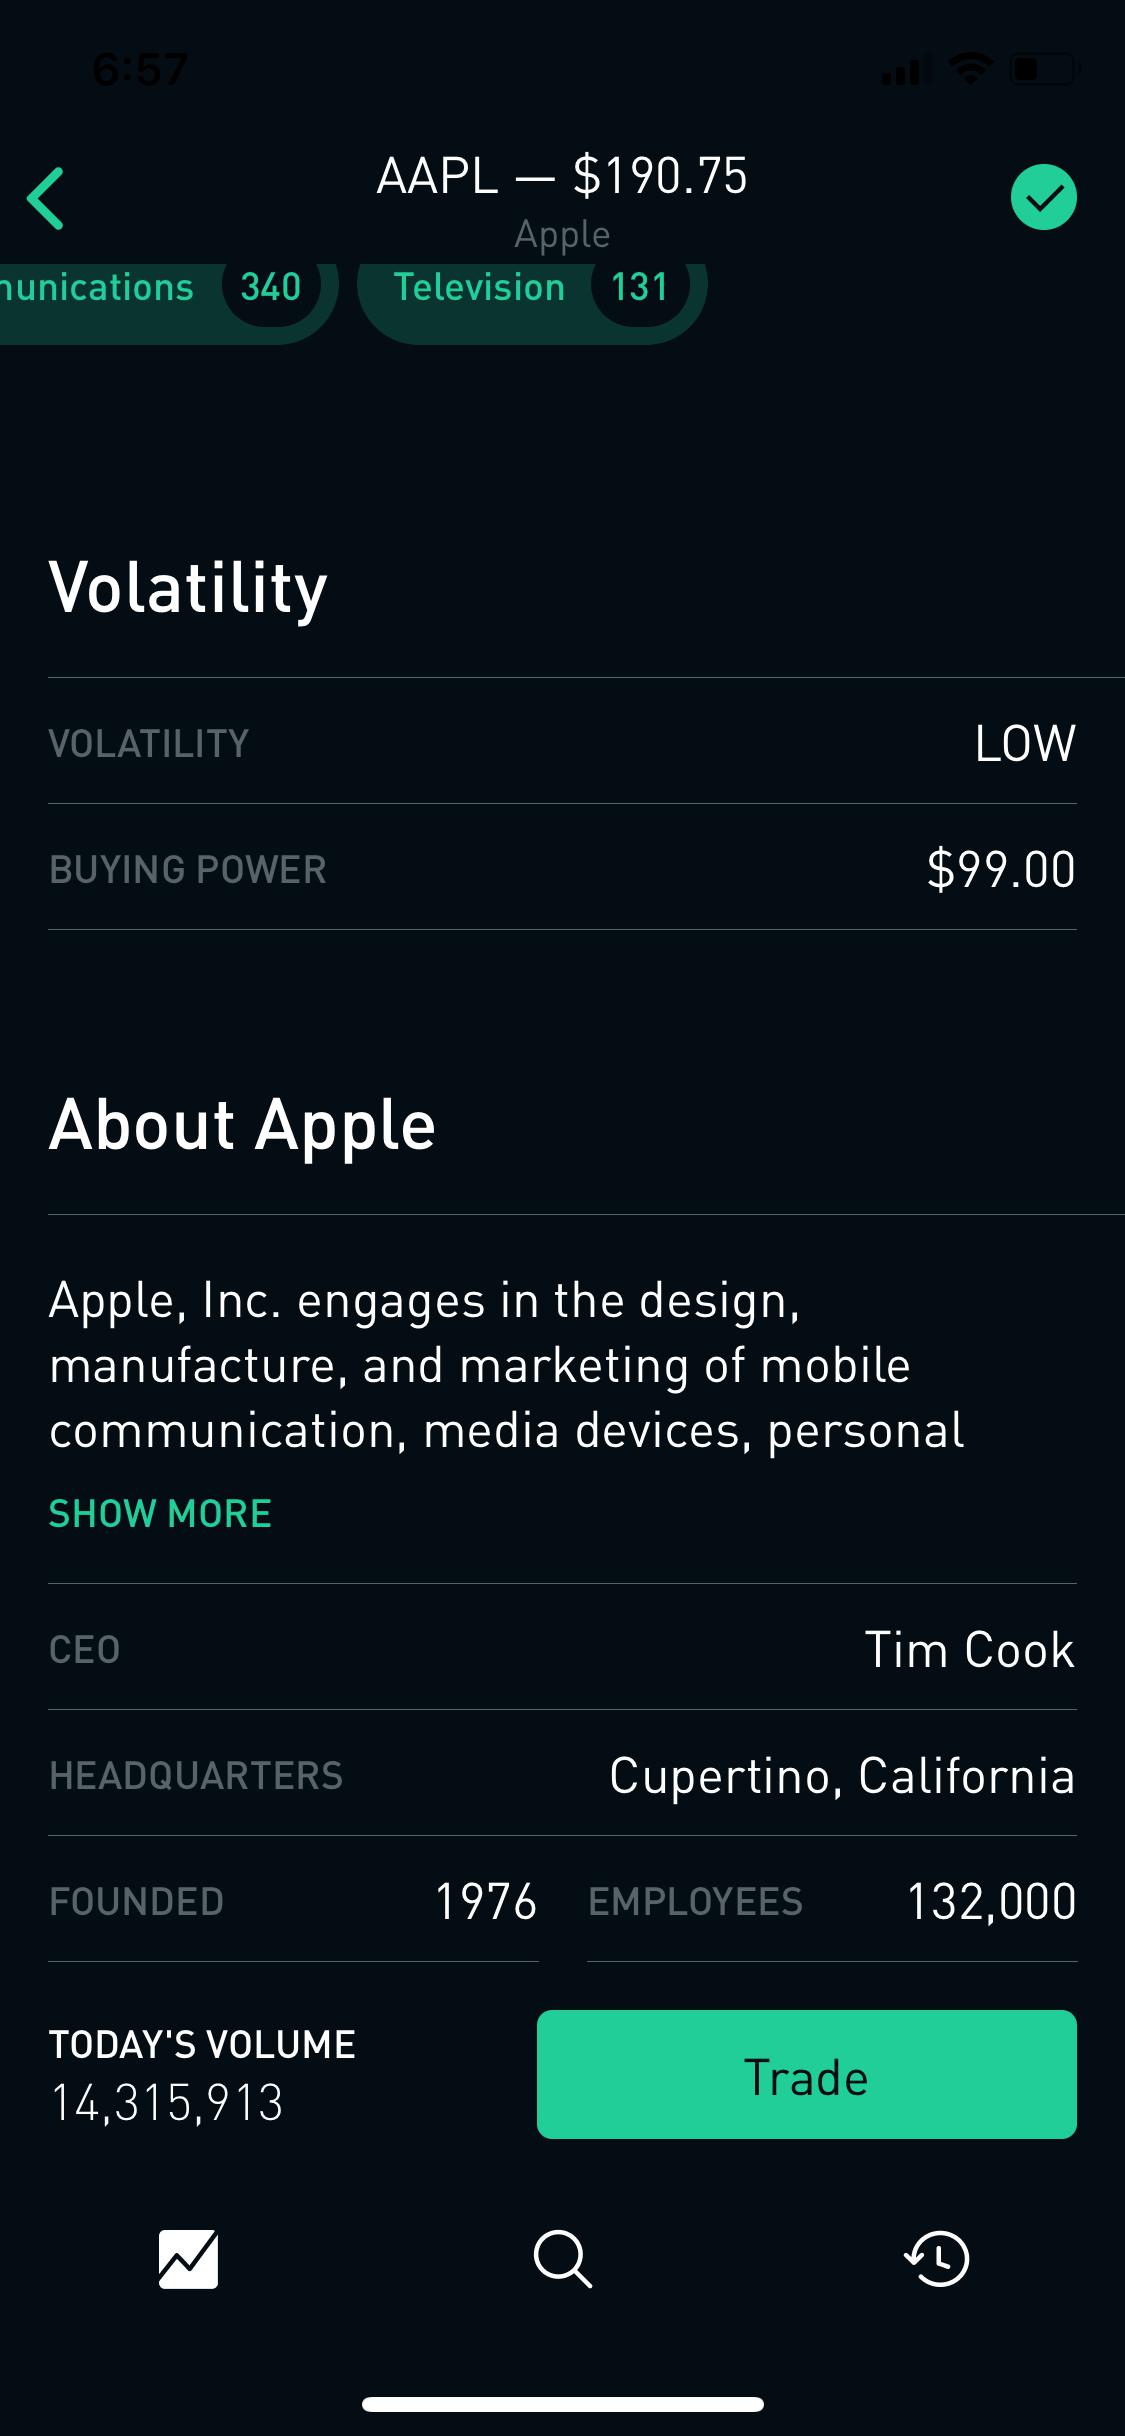 6:57
AAPL — $190.75
Apple
340
Television 131
Volatility
VOLATILITY LOW
BUYING POWER $99.00
About Apple
Apple, Inc. engages in the design,
manufacture, and marketing of mobile
communication, media devices, personal
SHOW MORE
CEO Tim Cook
HEADQUARTERS Cupertino, California
FOUNDED 1976 EMPLOYEES 132,000
TODAY'S VOLUME
14,315,913
Trade